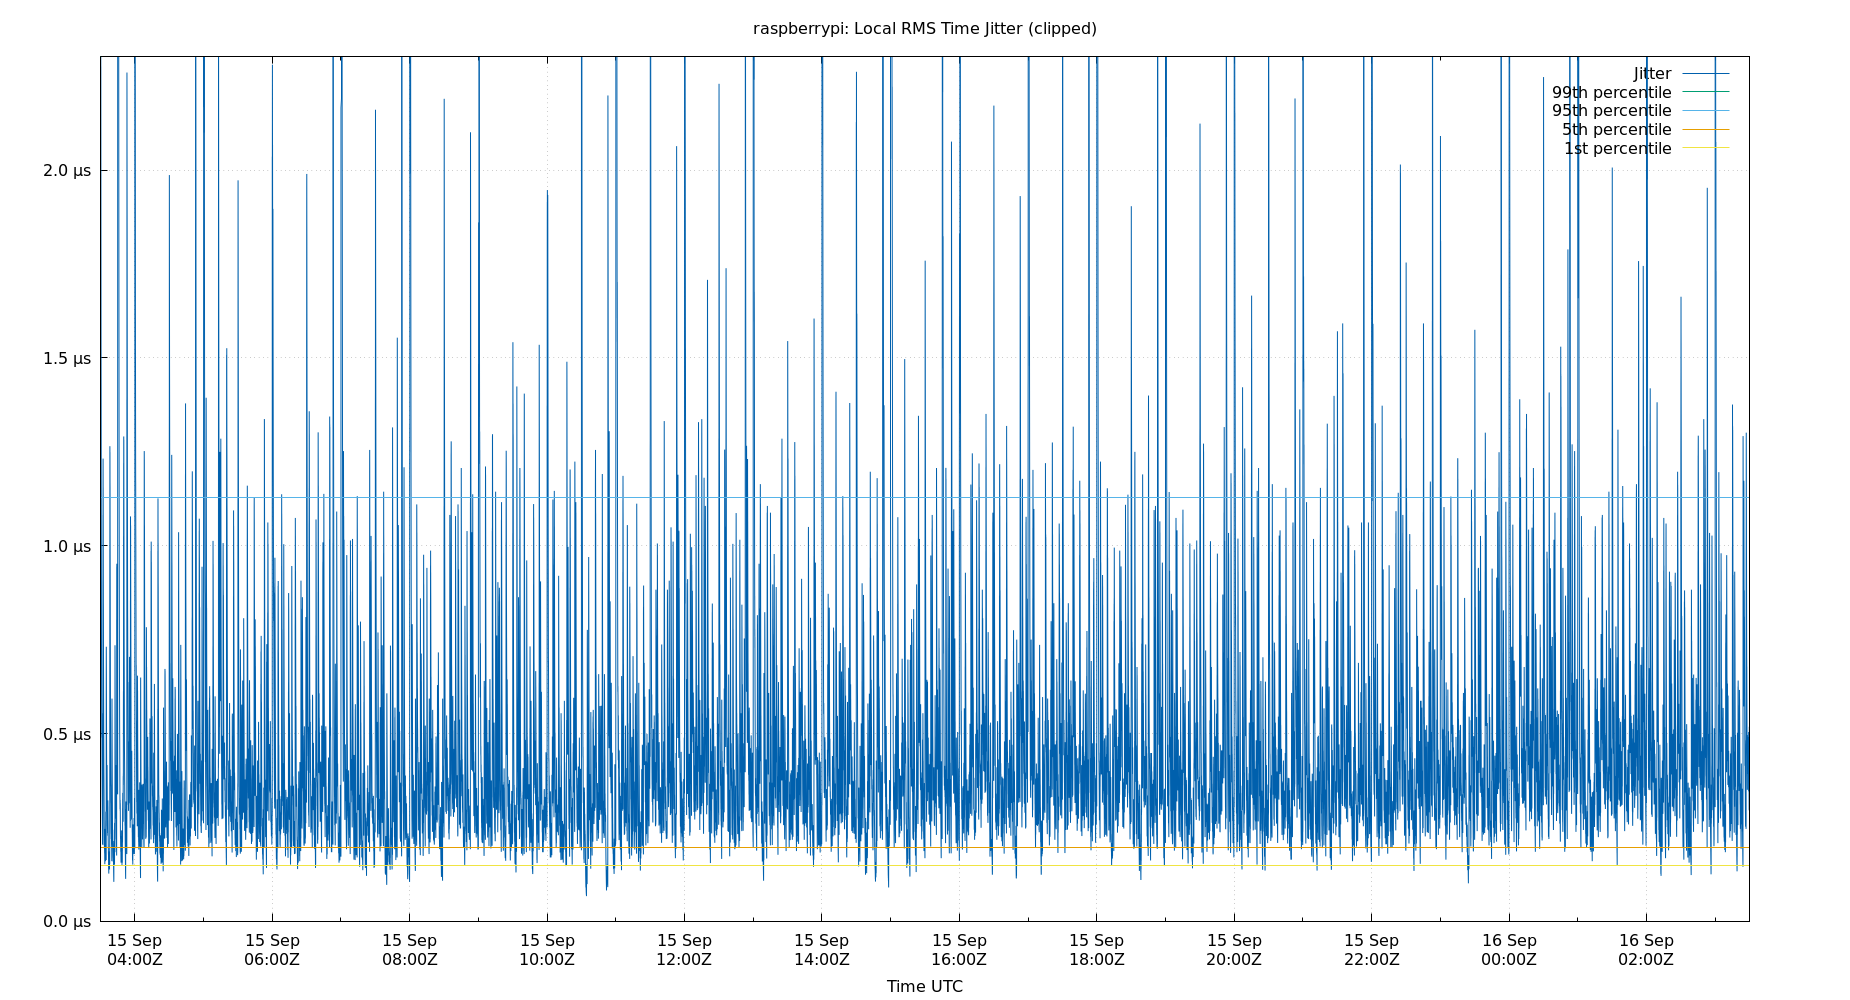 raspberrypi: Local RMS Time Jitter (clipped)
Jitter
99th percentile
95th percentile
5th percentile
1st percentile
2.0 µs
1.5 µs
1.0 µs
0.5 µs
0.0 µs
15 Sep 15 Sep 15 Sep 15 Sep 15 Sep 15 Sep 15 Sep 15 Sep 15 Sep 15 Sep 16 Sep 16 Sep
04:00Z 06:00Z 08:00Z 10:00Z 12:00Z 14:00Z 16:00Z 18:00Z 20:00Z 22:00Z 00:00Z 02:00Z
Time UTC